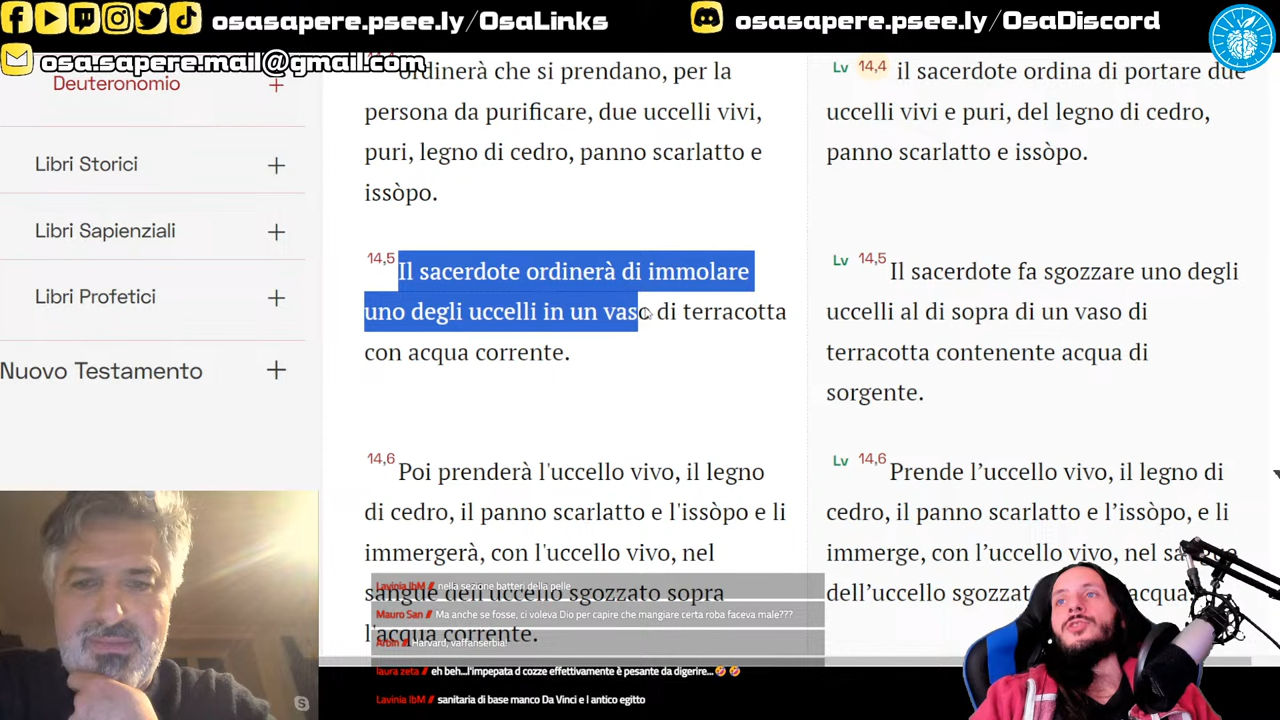 osasapere.psee.ly/OsaLinks
osasapere.psee.ly/OsaDiscord
osa.sapere.mail@gmail.com
Deuteronomio +
Libri Storici +
Libri Sapienziali +
Libri Profetici +
Nuovo Testamento +
ordinerà che si prendano, per la
persona da purificare, due uccelli vivi,
puri, legno di cedro, panno scarlatto e
issòpo.
14,5 Il sacerdote ordinerà di immolare
uno degli uccelli in un vaso di terracotta
con acqua corrente.
14,6 Poi prenderà l'uccello vivo, il legno
di cedro, il panno scarlatto e l'issòpo e li
immergerà, con l'uccello vivo, nel
sangue dell'uccello sgozzato sopra
l'acqua corrente.
Lv 14,4 il sacerdote ordina di portare due
uccelli vivi e puri, del legno di cedro,
panno scarlatto e issòpo.
Lv 14,5 Il sacerdote fa sgozzare uno degli
uccelli al di sopra di un vaso di
terracotta contenente acqua di
sorgente.
Lv 14,6 Prende l’uccello vivo, il legno di
cedro, il panno scarlatto e l’issòpo, e li
immerge, con l’uccello vivo, nel
dell’uccello acqua
Lavinia IbM nella sezione batteri della pelle
Mauro San Ma anche se fosse, ci voleva Dio per capire che mangiare certa roba faceva male???
Harvard,
laura zeta eh beh...l'impepata d cozze effettivamente è pesante da digerire...
Lavinia IbM sanitaria di base manco Da Vinci e l antico egitto